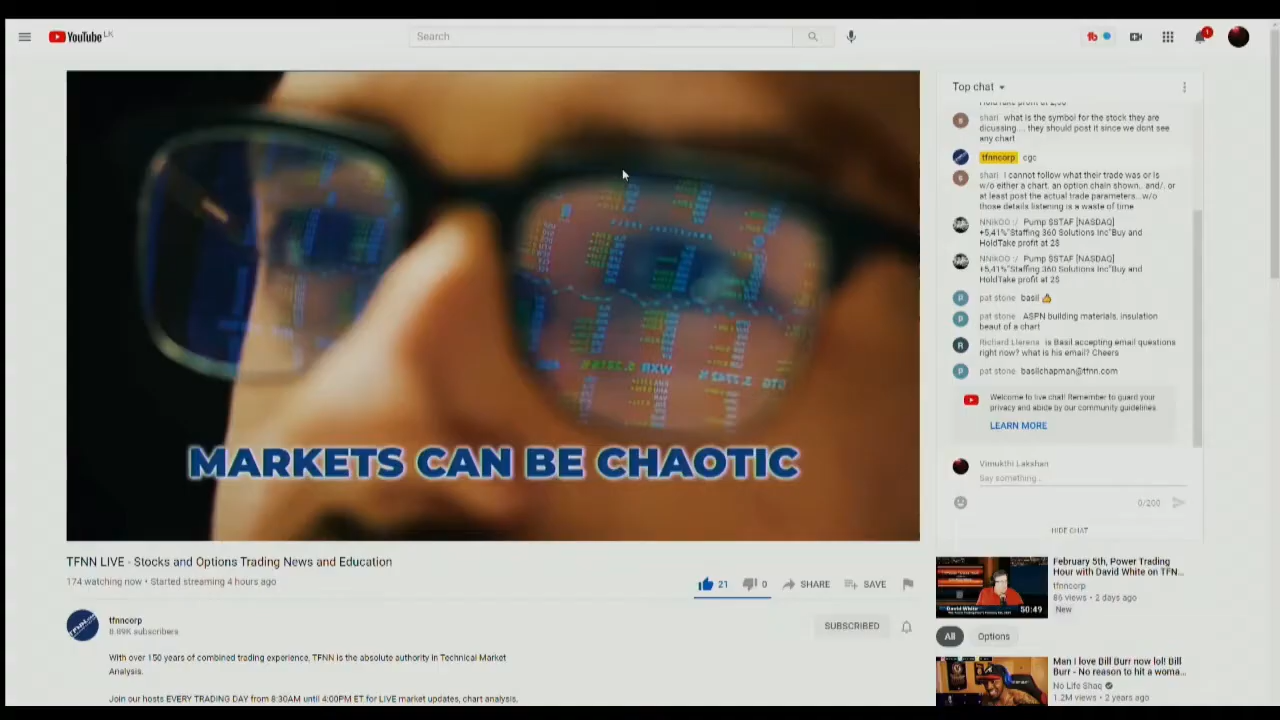 YouTube LK
Search
1
Top chat
shari what is the symbol for the stock they are
dicussing.... they should post it since we dont see
any chart
tfnncorp cgc
shari I cannot follow what their trade was or is
w/o either a chart, an option chain shown.. and/. or
at least post the actual trade parameters...w/o
those details listening is a waste of time
NNikOO :/ Pump $STAF [NASDAQ]
+5,41%"Staffing 360 Solutions Inc"Buy and
HoldTake profit at 2$
NNikOO :/ Pump $STAF [NASDAQ]
+5,41%"Staffing 360 Solutions Inc"Buy and
HoldTake profit at 2$
pat stone basil 👍
pat stone ASPN building materials, insulation
beaut of a chart
Richard Llerena is Basil accepting email questions
right now? what is his email? Cheers
pat stone basilchapman@tfnn.com
Welcome to live chat! Remember to guard your
privacy and abide by our community guidelines.
LEARN MORE
Vimukthi Lakshan
Say something...
0/200
HIDE CHAT
MARKETS CAN BE CHAOTIC
TFNN LIVE - Stocks and Options Trading News and Education
174 watching now • Started streaming 4 hours ago
21 0 SHARE SAVE
tfnncorp
8.89K subscribers
SUBSCRIBED
With over 150 years of combined trading experience, TFNN is the absolute authority in Technical Market
Analysis.
Join our hosts EVERY TRADING DAY from 8:30AM until 4:00PM ET for LIVE market updates, chart analysis,
February 5th, Power Trading
Hour with David White on TFN...
tfnncorp
86 views • 2 days ago
New
David White
50:49
All Options
Man I love Bill Burr now lol! Bill
Burr - No reason to hit a woma...
No Life Shaq
1.2M views • 2 years ago